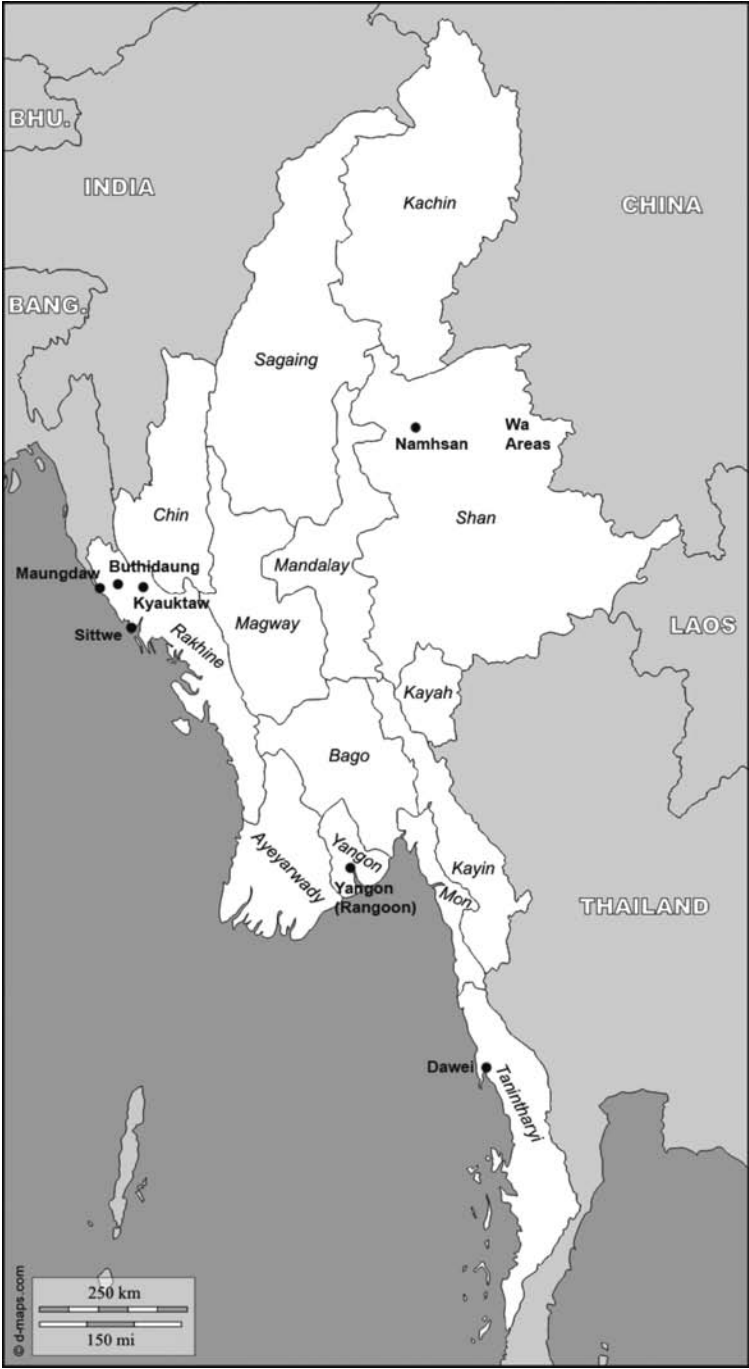 BHU.
INDIA
Kachin
CHINA
BANG.
Sagaing
Namhsan
Wa
Areas
Chin
Shan
Maungdaw
Buthidaung
Kyauktaw
Mandalay
Sittwe
Rakhine
Magway
LAOS
Kayah
Bago
Ayeyarwady
Yangon
Yangon
(Rangoon)
Kayin
Mon
THAILAND
Dawei
Tanintharyi
250 km
150 mi
© d-maps.com